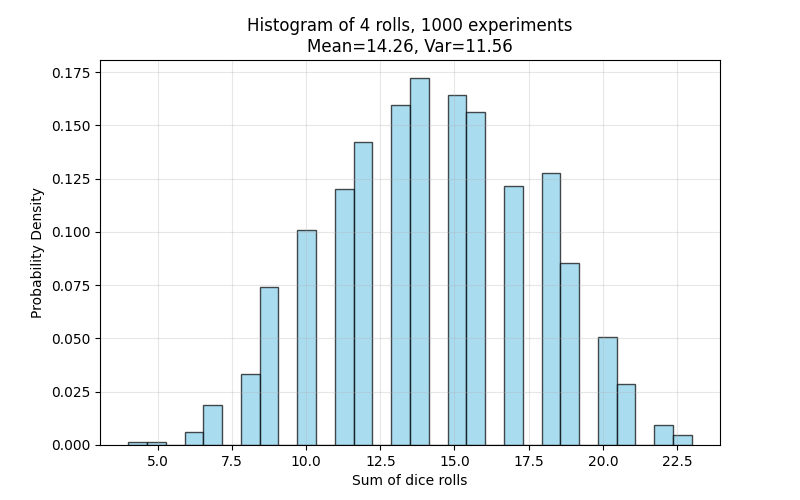 Histogram of 4 rolls, 1000 experiments
Mean=14.26, Var=11.56
0.175
0.150
0.125
0.100
0.075
0.050
0.025
0.000
Probability Density
5.0 7.5 10.0 12.5 15.0 17.5 20.0 22.5
Sum of dice rolls